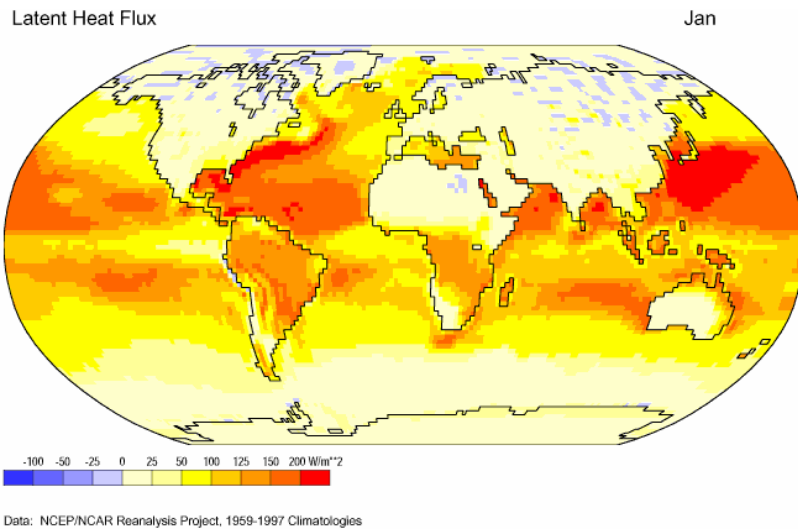 Latent Heat Flux
Jan
-100 -50 -25 0 25 50 100 125 150 200 W/m**2
Data: NCEP/NCAR Reanalysis Project, 1959-1997 Climatologies